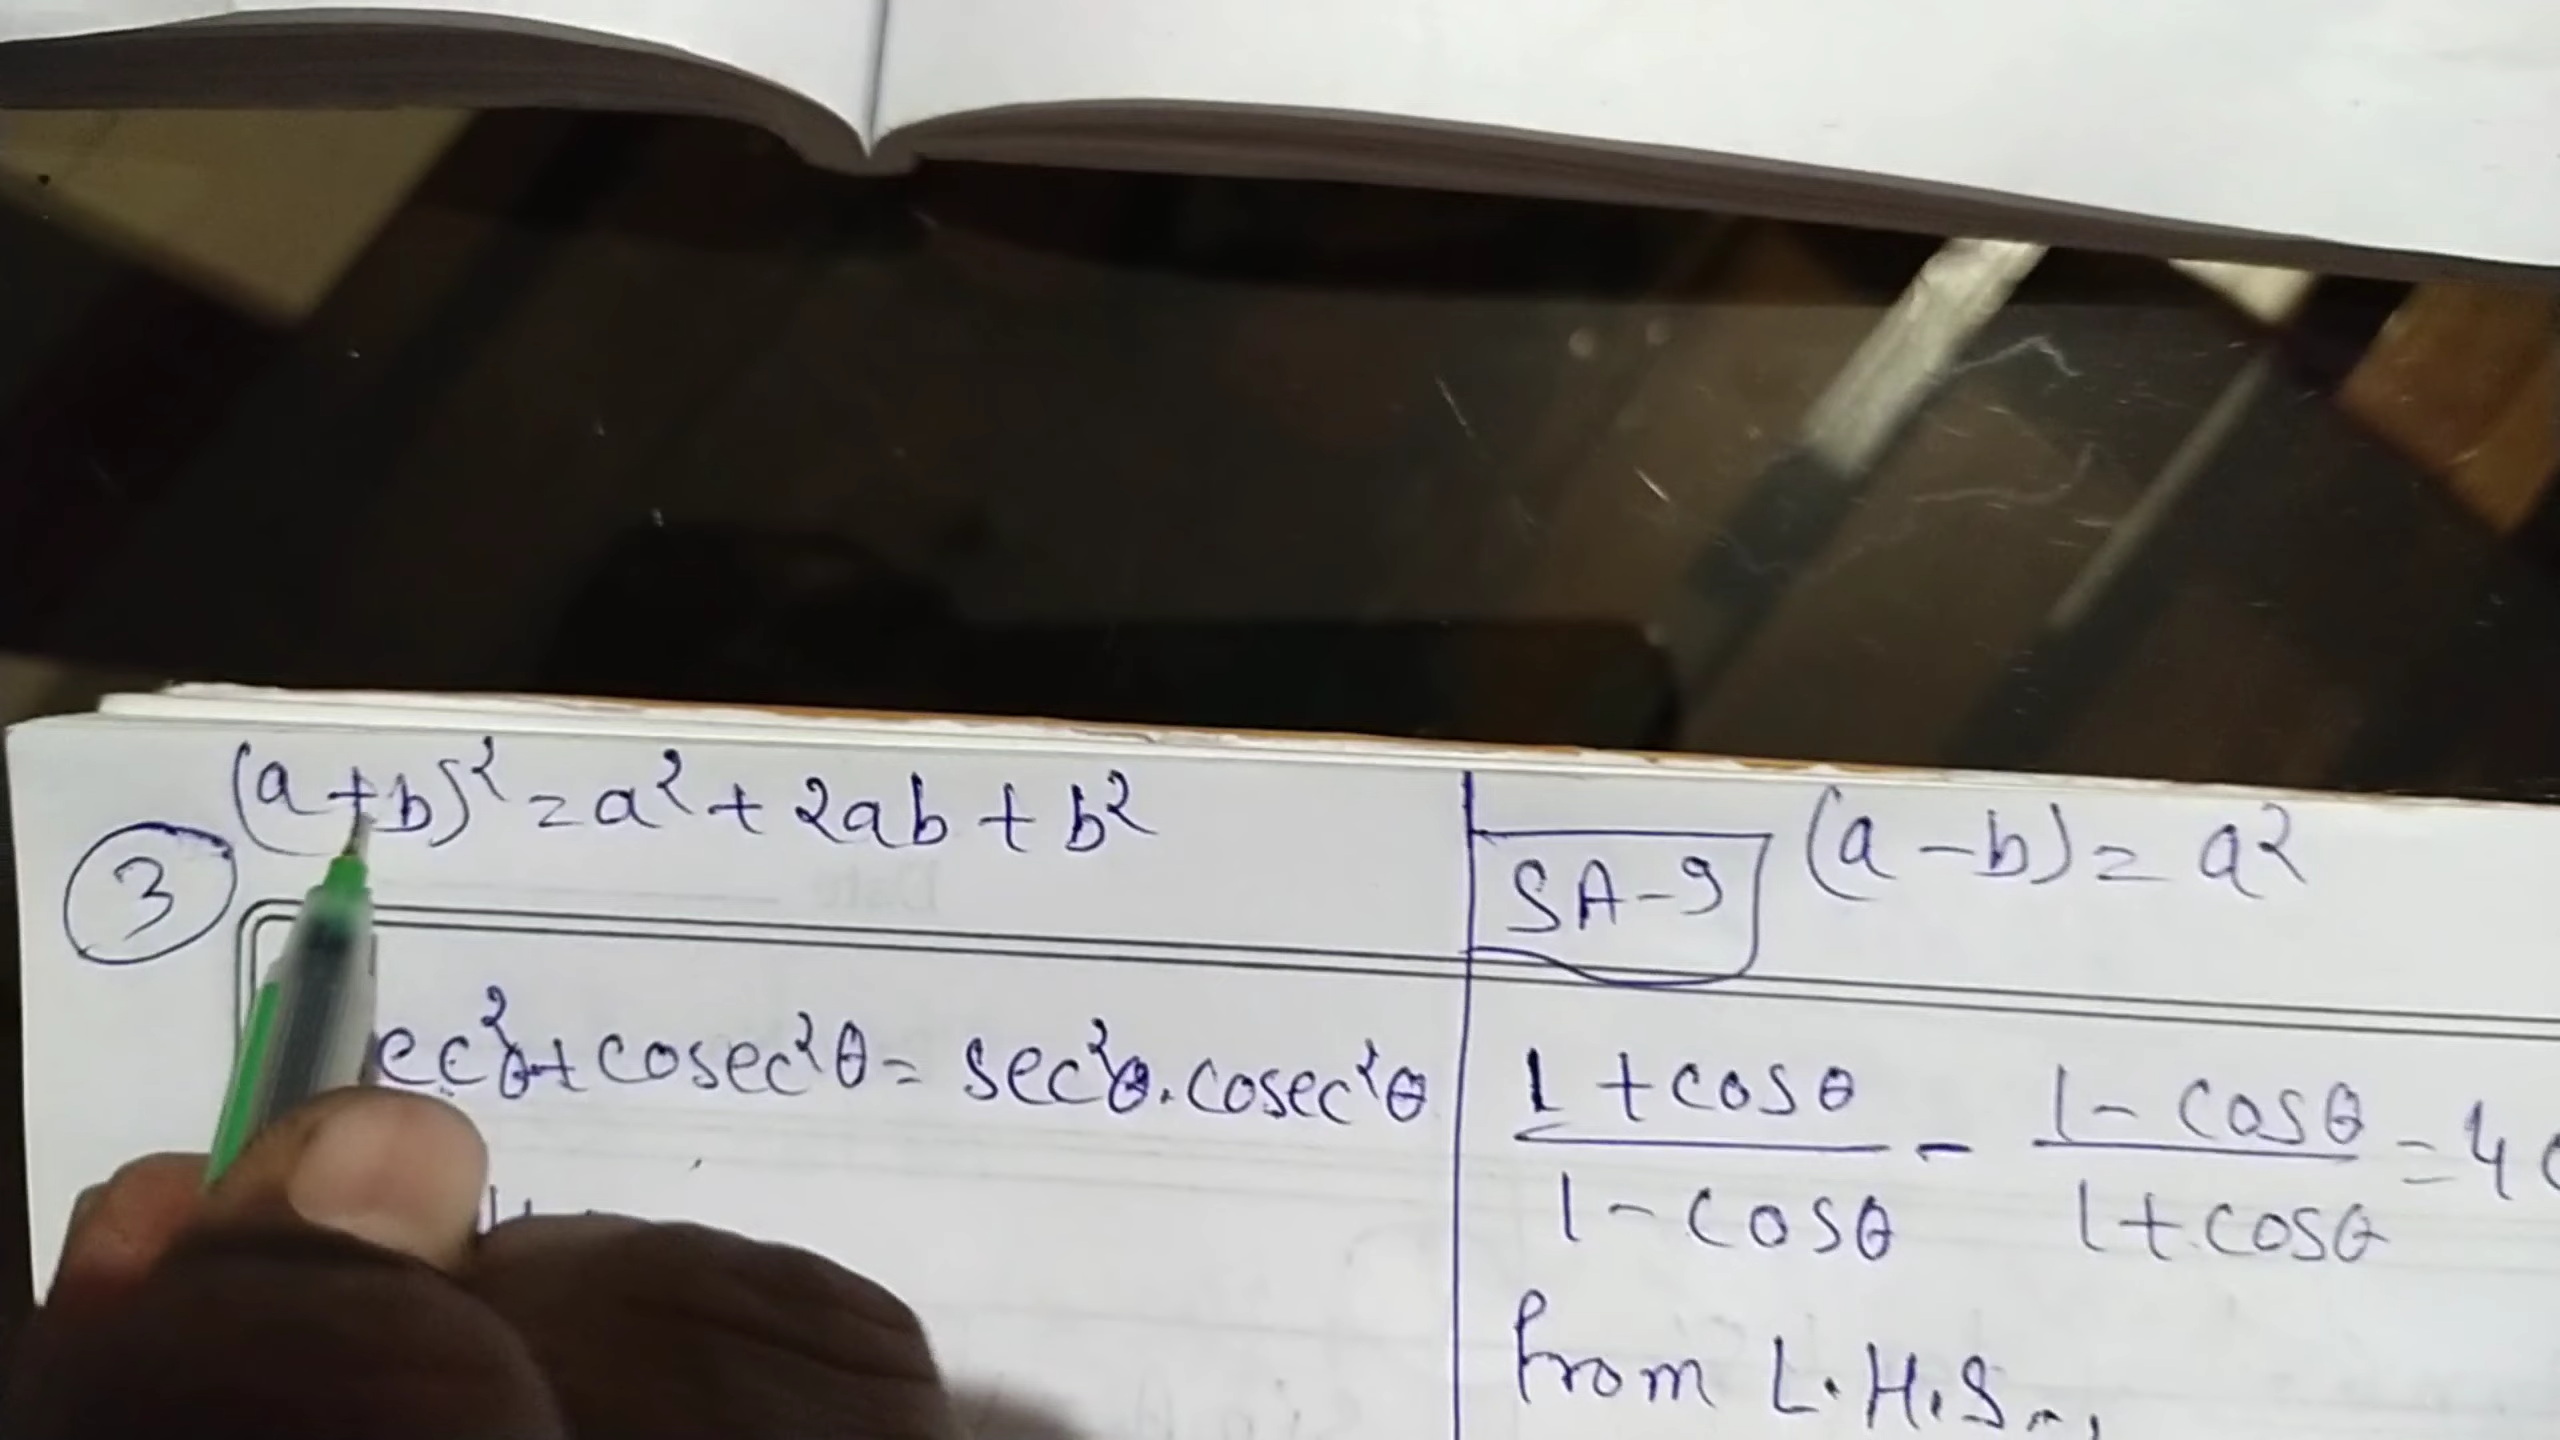 (a+b)² = a² + 2ab + b²
3
ec²θ + cosec²θ = sec²θ . cosec²θ
SA-9
(a - b) = a²
1 + cosθ / 1 - cosθ - 1 - cosθ / 1 + cosθ = 4
From L.H.S.,